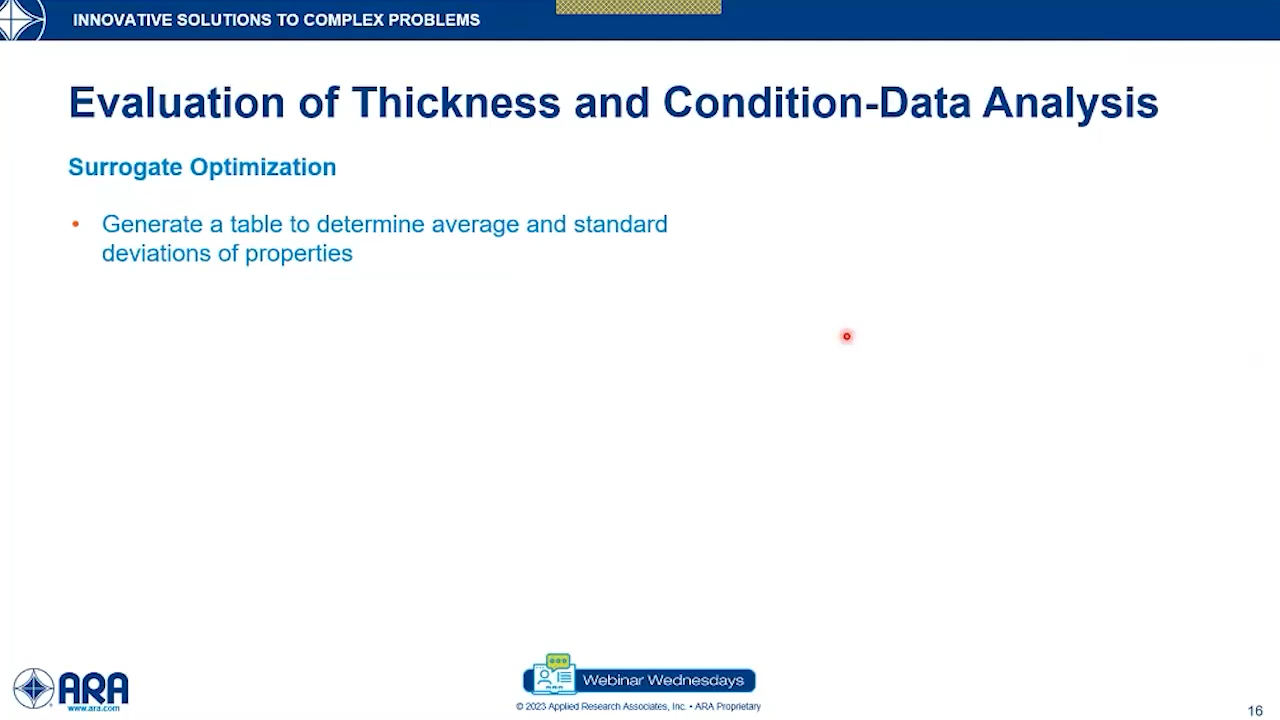 INNOVATIVE SOLUTIONS TO COMPLEX PROBLEMS
Evaluation of Thickness and Condition-Data Analysis
Surrogate Optimization
• Generate a table to determine average and standard
deviations of properties
ARA
www.ara.com
ARA
Webinar Wednesdays
© 2023 Applied Research Associates, Inc. • ARA Proprietary
16